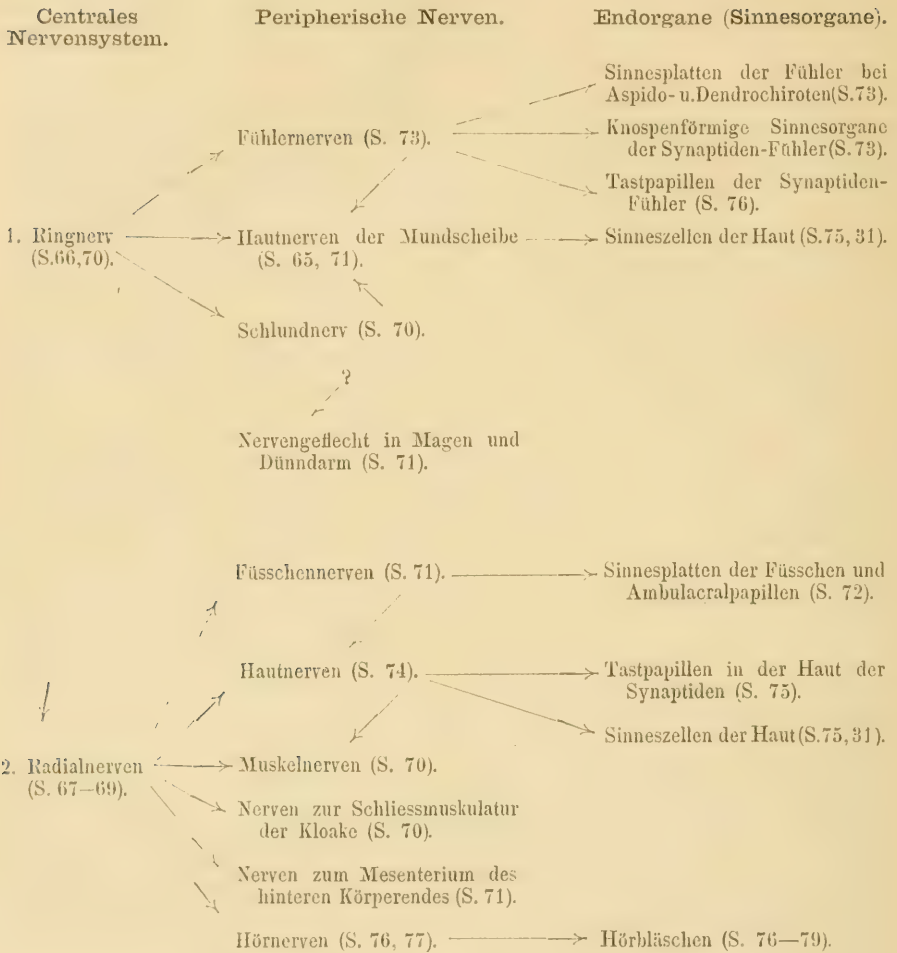 Centrales
Nervensystem.
Peripherische Nerven.
Endorgane (Sinnesorgane).
Sinnesplatten der Fühler bei
Aspido- u. Dendrochiroten (S. 73).
Fühlernerven (S. 73).
Knospenförmige Sinnesorgane
der Synaptiden-Fühler (S. 73).
Tastpapillen der Synaptiden-
Fühler (S. 76).
1. Ringnerv
(S. 66, 70).
Hautnerven der Mundscheibe
(S. 65, 71).
Sinneszellen der Haut (S. 75, 31).
Schlundnerv (S. 70).
?
Nervengeflecht in Magen und
Dünndarm (S. 71).
Füsschennerven (S. 71).
Sinnesplatten der Füsschen und
Ambulacralpapillen (S. 72).
Hautnerven (S. 74).
Tastpapillen in der Haut der
Synaptiden (S. 75).
Sinneszellen der Haut (S. 75, 31).
2. Radialnerven
(S. 67—69).
Muskelnerven (S. 70).
Nerven zur Schliessmuskulatur
der Kloake (S. 70).
Nerven zum Mesenterium des
hinteren Körperendes (S. 71).
Hörnerven (S. 76, 77).
Hörbläschen (S. 76—79).